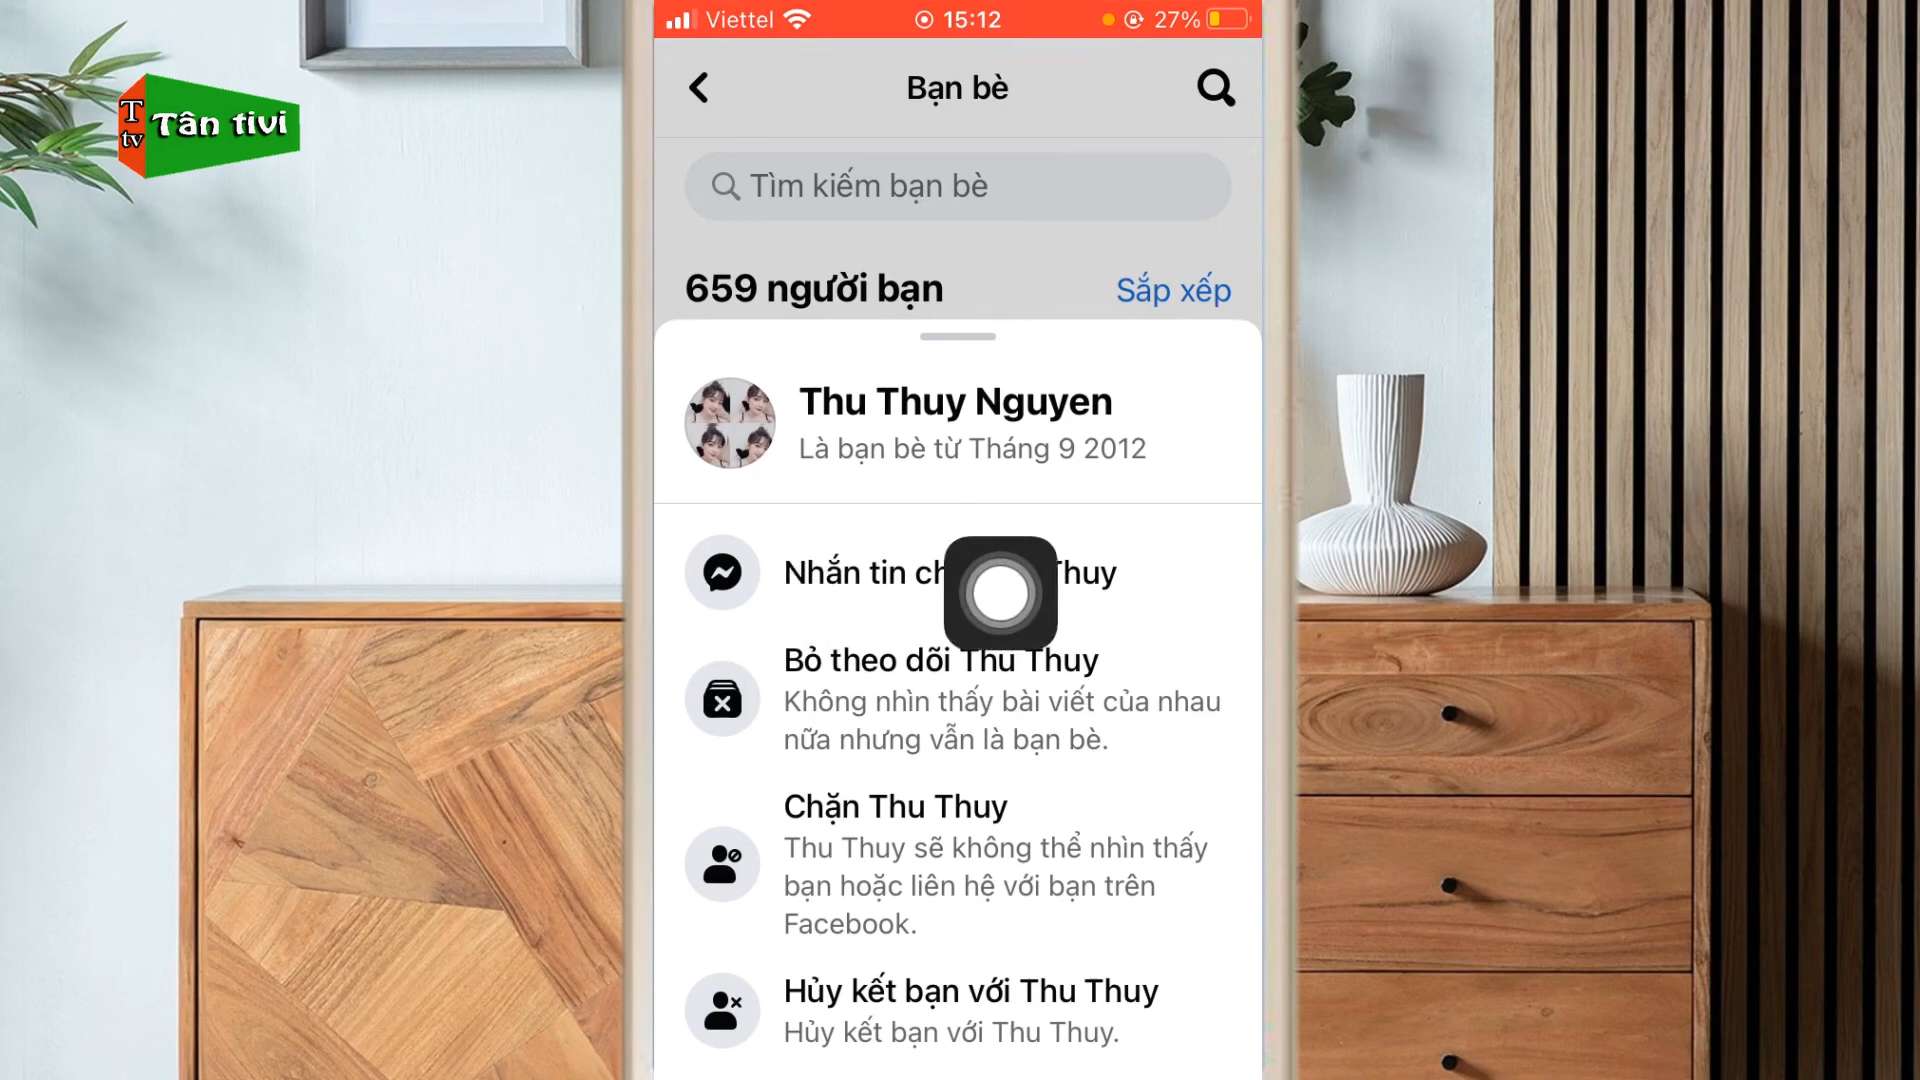 T
tv
Tân tivi
Viettel
15:12
27%
Bạn bè
Tìm kiếm bạn bè
659 người bạn
Sắp xếp
Thu Thuy Nguyen
Là bạn bè từ Tháng 9 2012
Nhắn tin Thuy
Bỏ theo dõi Thu Thuy
Không nhìn thấy bài viết của nhau
nữa nhưng vẫn là bạn bè.
Chặn Thu Thuy
Thu Thuy sẽ không thể nhìn thấy
bạn hoặc liên hệ với bạn trên
Facebook.
Hủy kết bạn với Thu Thuy
Hủy kết bạn với Thu Thuy.